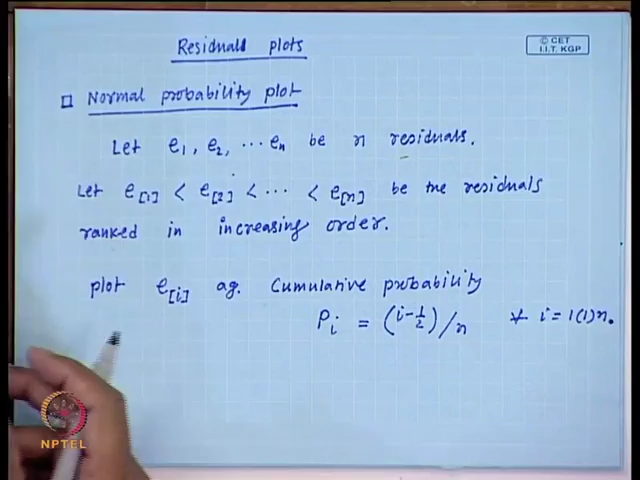 Residual plots
© CET
I.I.T. KGP
□ Normal probability plot
Let e₁, e₂, ⋯ eₙ be n residuals.
Let e[1] < e[2] < ⋯ < e[n] be the residuals
ranked in increasing order.
plot e[i] ag. Cumulative probability
Pᵢ = (i-½)/n ∀ i = 1(1)n.
NPTEL